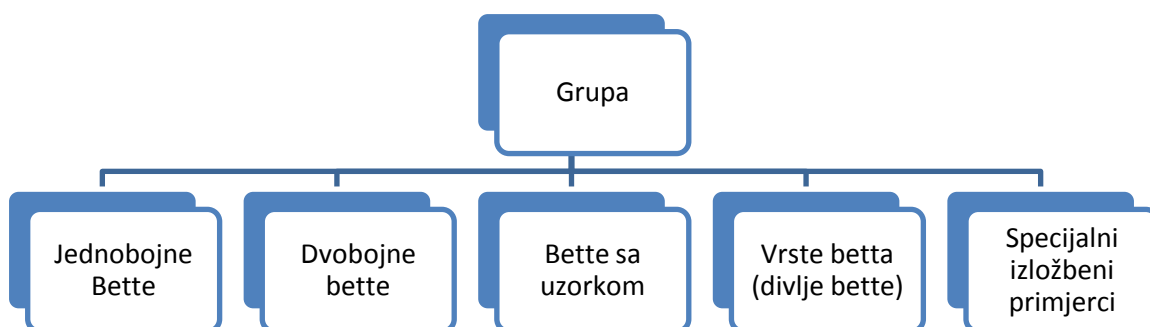 Grupa
Jednobojne
Bette
Dvobojne
bette
Bette sa
uzorkom
Vrste betta
(divlje bette)
Specijalni
izložbeni
primjerci